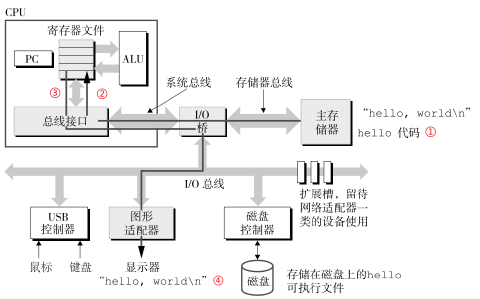 CPU
寄存器文件
PC
ALU
③
②
系统总线
存储器总线
总线接口
I/O
桥
主存
储器
“hello, world\n”
hello 代码 ①
I/O 总线
扩展槽，留待
网络适配器一
类的设备使用
USB
控制器
图形
适配器
磁盘
控制器
鼠标
键盘
显示器
“hello, world\n” ④
磁盘
存储在磁盘上的hello
可执行文件